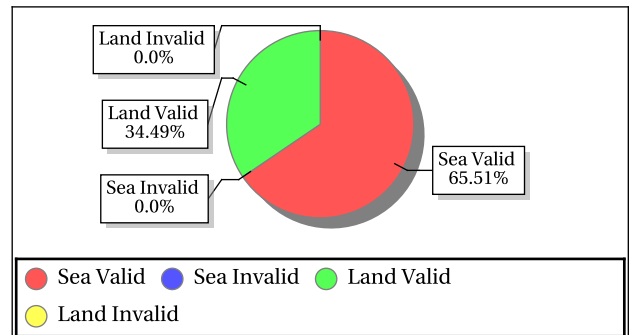 Land Invalid
0.0%
Land Valid
34.49%
Sea Invalid
0.0%
Sea Valid
65.51%
Sea Valid Sea Invalid Land Valid
Land Invalid